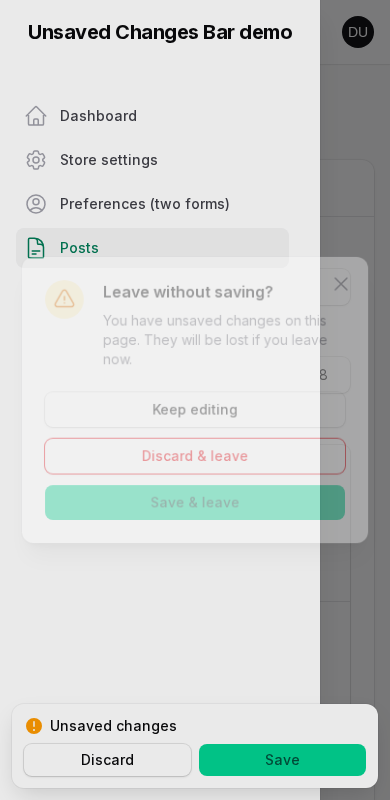 Unsaved Changes Bar demo
DU
Dashboard
Store settings
Preferences (two forms)
Posts
Leave without saving?
You have unsaved changes on this
page. They will be lost if you leave
now.
8
Keep editing
Discard & leave
Save & leave
Unsaved changes
Discard
Save